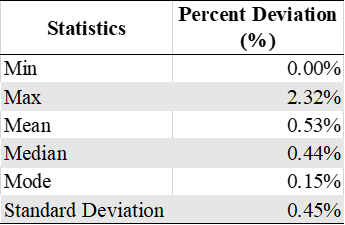 Statistics Percent Deviation (%)
Min 0.00%
Max 2.32%
Mean 0.53%
Median 0.44%
Mode 0.15%
Standard Deviation 0.45%